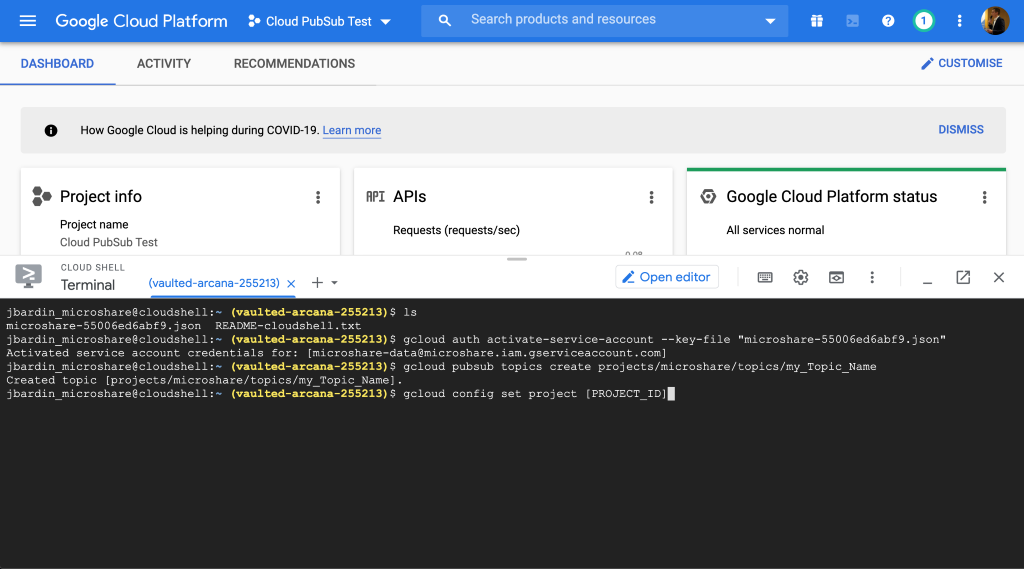 Google Cloud Platform
Cloud PubSub Test
Search products and resources
1
DASHBOARD
ACTIVITY
RECOMMENDATIONS
CUSTOMISE
How Google Cloud is helping during COVID-19. Learn more
DISMISS
Project info
Project name
Cloud PubSub Test
API APIs
Requests (requests/sec)
Google Cloud Platform status
All services normal
CLOUD SHELL
Terminal
(vaulted-arcana-255213)
Open editor
jbardin_microshare@cloudshell:~ (vaulted-arcana-255213)$ ls
microshare-55006ed6abf9.json  README-cloudshell.txt
jbardin_microshare@cloudshell:~ (vaulted-arcana-255213)$ gcloud auth activate-service-account --key-file "microshare-55006ed6abf9.json"
Activated service account credentials for: [microshare-data@microshare.iam.gserviceaccount.com]
jbardin_microshare@cloudshell:~ (vaulted-arcana-255213)$ gcloud pubsub topics create projects/microshare/topics/my_Topic_Name
Created topic [projects/microshare/topics/my_Topic_Name].
jbardin_microshare@cloudshell:~ (vaulted-arcana-255213)$ gcloud config set project [PROJECT_ID]